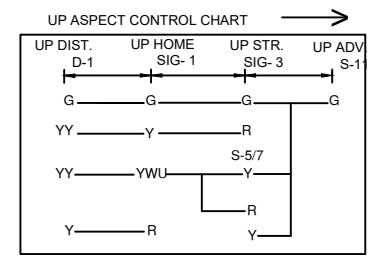 UP ASPECT CONTROL CHART
UP DIST. UP HOME UP STR. UP ADV.
D-1 SIG- 1 SIG- 3 S-11
G G G G
YY Y R
S-5/7
YY YWU Y
R
Y R Y